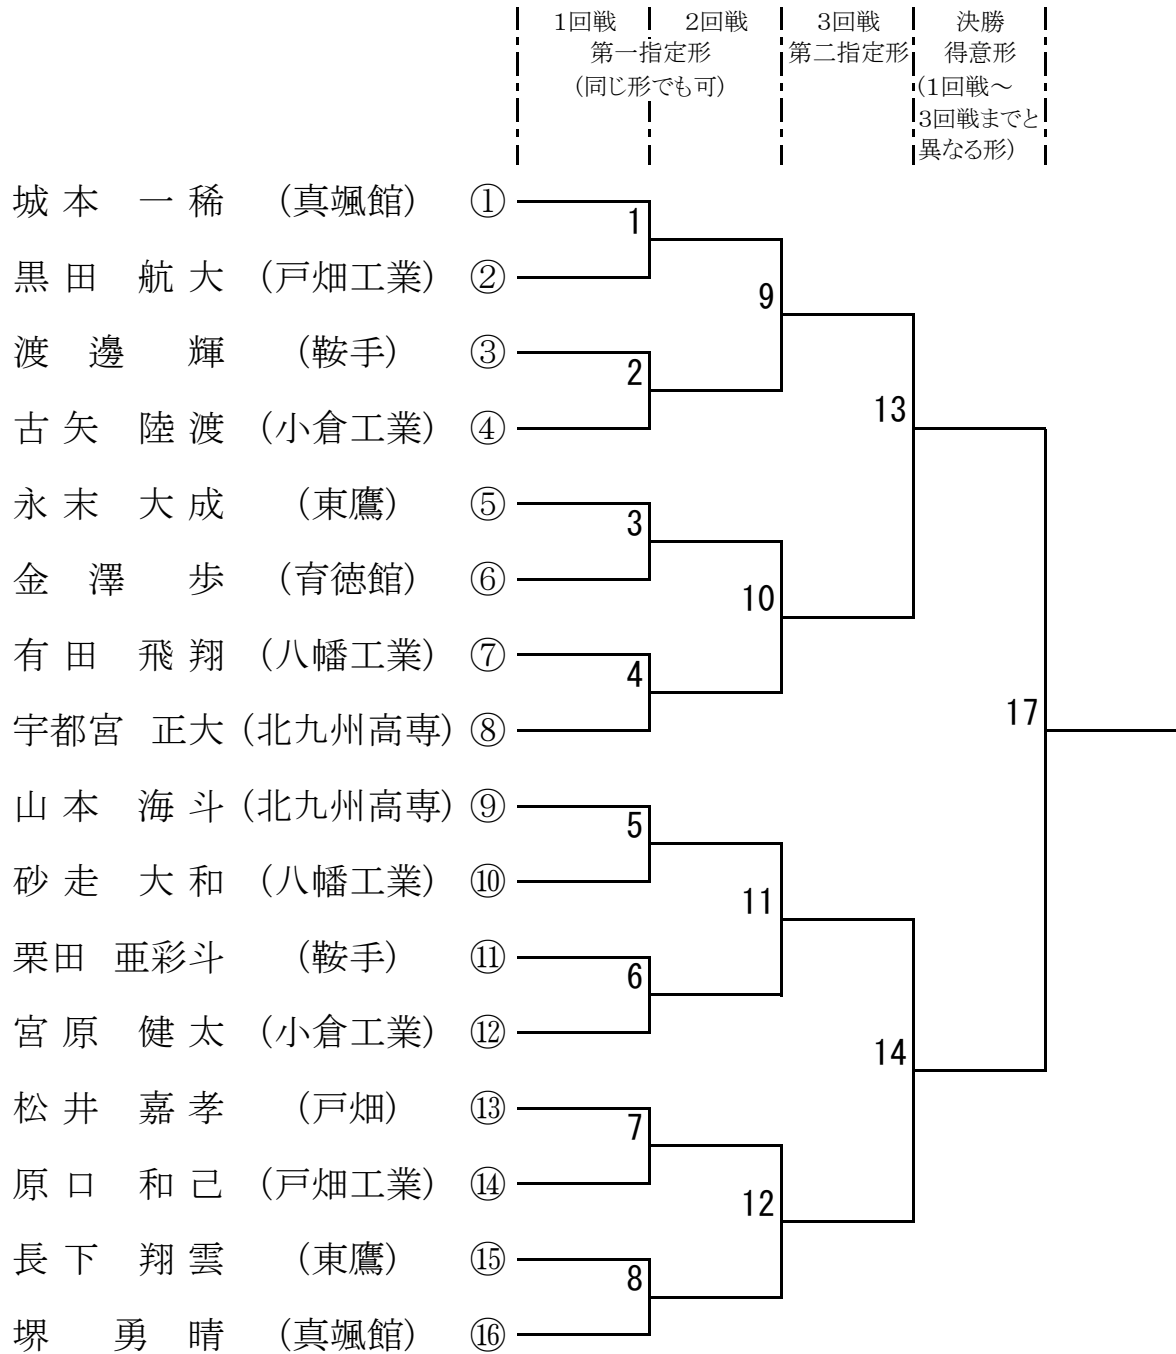 1回戦 2回戦 3回戦 決勝
第一指定形 第二指定形 得意形
(同じ形でも可) (1回戦～
3回戦までと
異なる形)
城本 一稀 (真颯館) ①
1
黒田 航大 (戸畑工業) ②
9
渡邊 輝 (鞍手) ③
2
13
古矢 陸渡 (小倉工業) ④
永末 大成 (東鷹) ⑤
3
金澤 歩 (育徳館) ⑥
10
有田 飛翔 (八幡工業) ⑦
4
17
宇都宮 正大 (北九州高専) ⑧
山本 海斗 (北九州高専) ⑨
5
砂走 大和 (八幡工業) ⑩
11
栗田 亜彩斗 (鞍手) ⑪
6
宮原 健太 (小倉工業) ⑫
14
松井 嘉孝 (戸畑) ⑬
7
原口 和己 (戸畑工業) ⑭
12
長下 翔雲 (東鷹) ⑮
8
堺 勇晴 (真颯館) ⑯